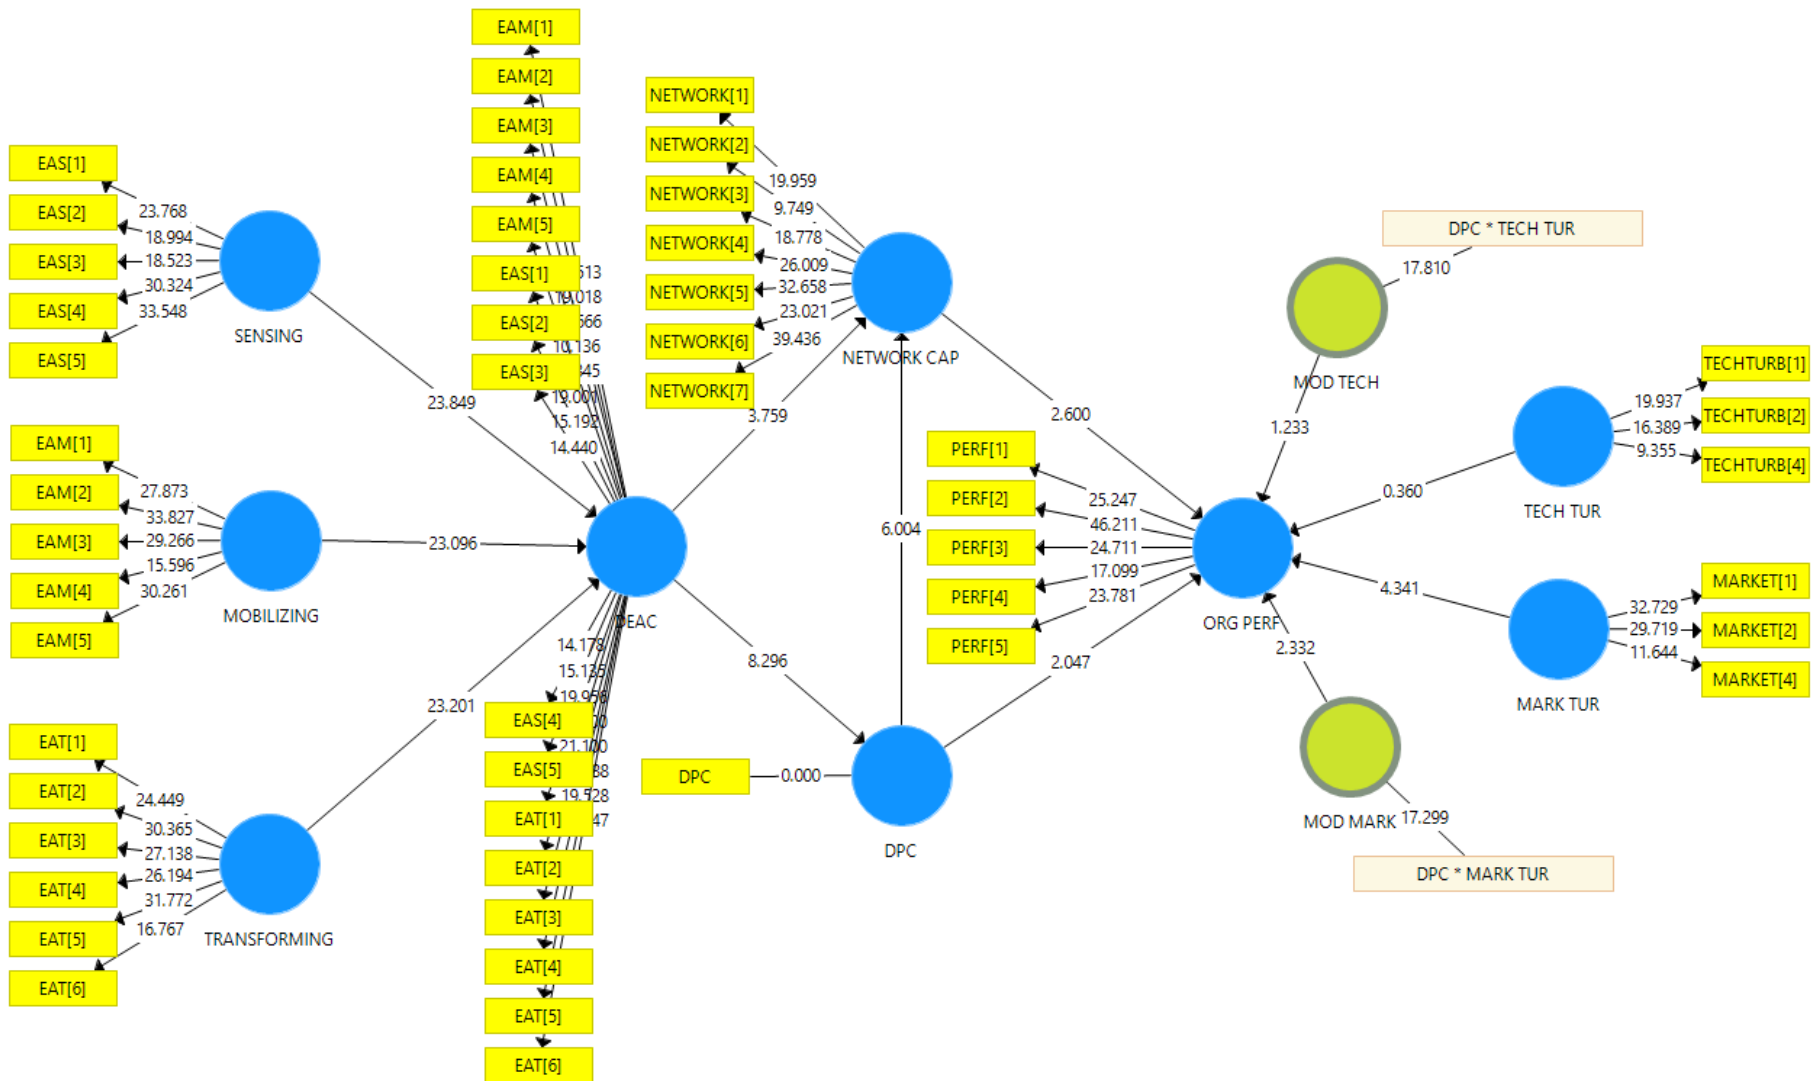 EAS[1]
EAS[2]
EAS[3]
EAS[4]
EAS[5]
23.768
18.994
18.523
30.324
33.548
SENSING
23.849
EAM[1]
EAM[2]
EAM[3]
EAM[4]
EAM[5]
27.873
33.827
29.266
15.596
30.261
MOBILIZING
23.096
EAT[1]
EAT[2]
EAT[3]
EAT[4]
EAT[5]
EAT[6]
24.449
30.365
27.138
26.194
31.772
16.767
TRANSFORMING
23.201
EAM[1]
EAM[2]
EAM[3]
EAM[4]
EAM[5]
EAS[1]
EAS[2]
EAS[3]
19.018
10.136
19.001
15.192
14.440
DEAC
14.178
15.135
21.100
19.528
EAS[4]
EAS[5]
EAT[1]
EAT[2]
EAT[3]
EAT[4]
EAT[5]
EAT[6]
NETWORK[1]
NETWORK[2]
NETWORK[3]
NETWORK[4]
NETWORK[5]
NETWORK[6]
NETWORK[7]
19.959
9.749
18.778
26.009
32.658
23.021
39.436
NETWORK CAP
3.759
6.004
8.296
2.600
2.047
DPC
0.000
DPC
PERF[1]
PERF[2]
PERF[3]
PERF[4]
PERF[5]
25.247
46.211
24.711
17.099
23.781
ORG PERF
DPC * TECH TUR
17.810
MOD TECH
1.233
0.360
4.341
2.332
TECH TUR
19.937
16.389
9.355
TECHTURB[1]
TECHTURB[2]
TECHTURB[4]
MARK TUR
32.729
29.719
11.644
MARKET[1]
MARKET[2]
MARKET[4]
MOD MARK
17.299
DPC * MARK TUR